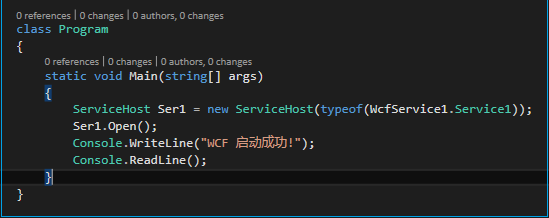 0 references | 0 changes | 0 authors, 0 changes
class Program
{
0 references | 0 changes | 0 authors, 0 changes
static void Main(string[] args)
{
ServiceHost Ser1 = new ServiceHost(typeof(WcfService1.Service1));
Ser1.Open();
Console.WriteLine("WCF 启动成功!");
Console.ReadLine();
}
}